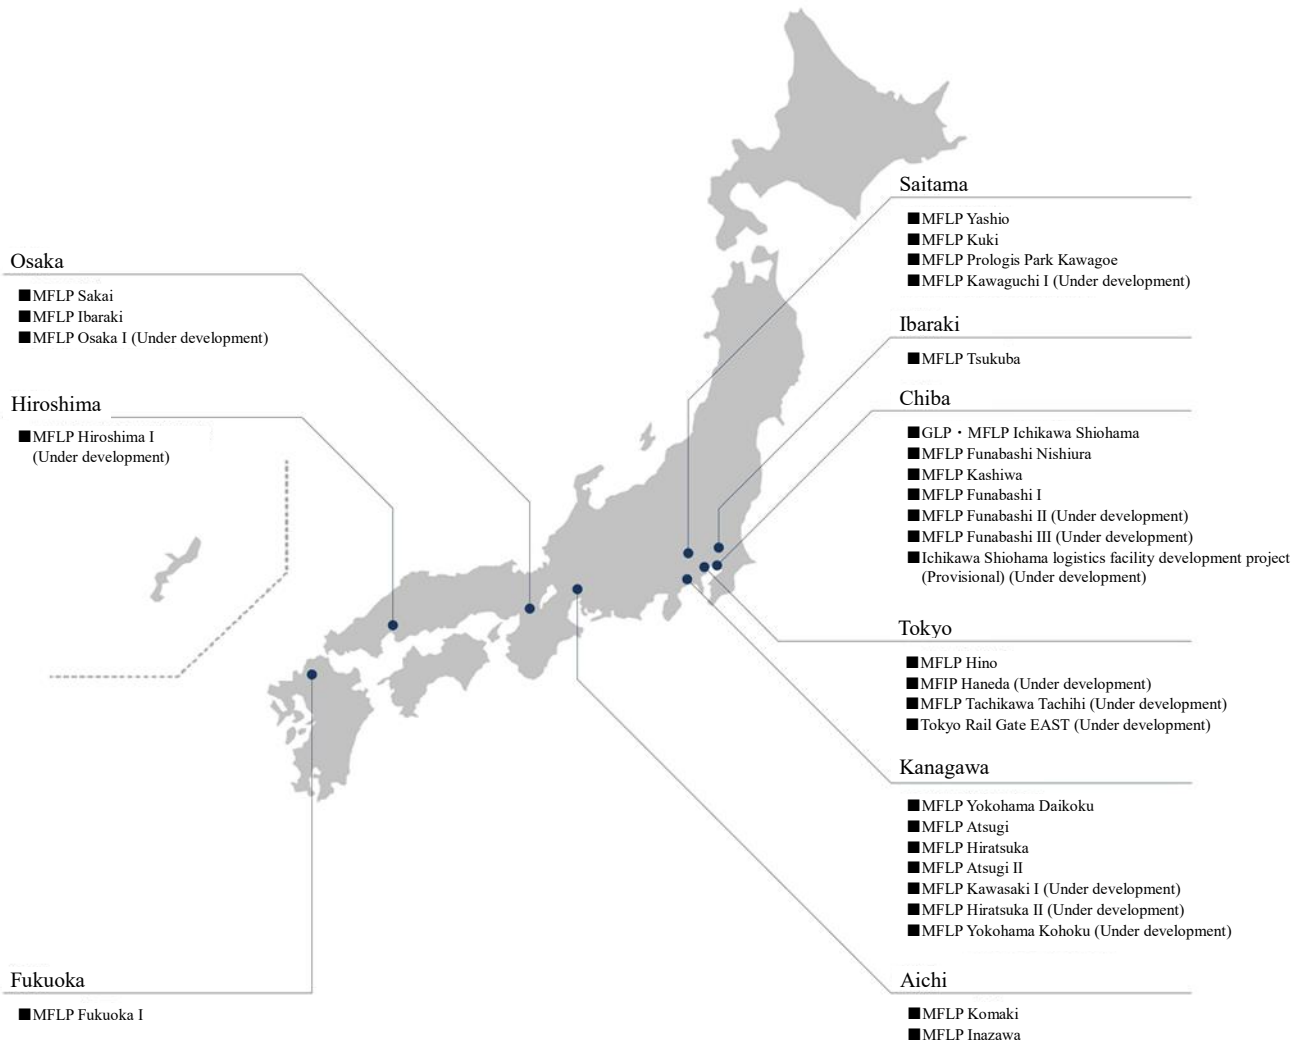 Osaka
■MFLP Sakai
■MFLP Ibaraki
■MFLP Osaka I (Under development)
Hiroshima
■MFLP Hiroshima I
(Under development)
Fukuoka
■MFLP Fukuoka I
Saitama
■MFLP Yashio
■MFLP Kuki
■MFLP Prologis Park Kawagoe
■MFLP Kawaguchi I (Under development)
Ibaraki
■MFLP Tsukuba
Chiba
■GLP・MFLP Ichikawa Shiohama
■MFLP Funabashi Nishiura
■MFLP Kashiwa
■MFLP Funabashi I
■MFLP Funabashi II (Under development)
■MFLP Funabashi III (Under development)
■Ichikawa Shiohama logistics facility development project
(Provisional) (Under development)
Tokyo
■MFLP Hino
■MFIP Haneda (Under development)
■MFLP Tachikawa Tachihi (Under development)
■Tokyo Rail Gate EAST (Under development)
Kanagawa
■MFLP Yokohama Daikoku
■MFLP Atsugi
■MFLP Hiratsuka
■MFLP Atsugi II
■MFLP Kawasaki I (Under development)
■MFLP Hiratsuka II (Under development)
■MFLP Yokohama Kohoku (Under development)
Aichi
■MFLP Komaki
■MFLP Inazawa